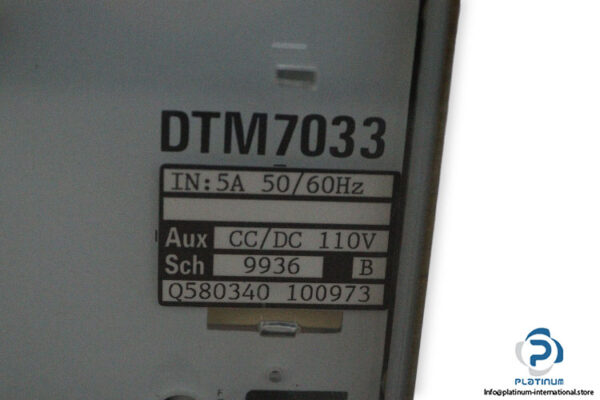 DTM7033
IN:5A 50/60Hz
Aux CC/DC 110V
Sch 9936 B
Q580340 100973
PLATINUM
Info@platinum-international.store